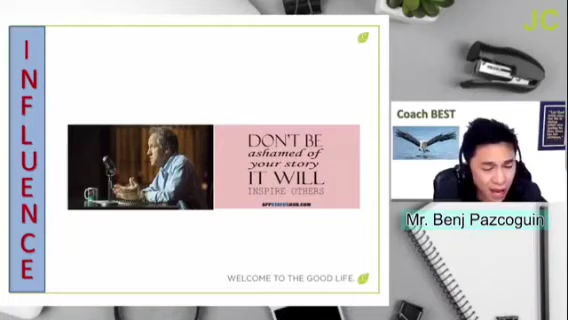 INFLUENCE
DON'T BE
ashamed of
your story
IT WILL
INSPIRE OTHERS
WELCOME TO THE GOOD LIFE.
JC
Coach BEST
Mr. Benj Pazcoguin